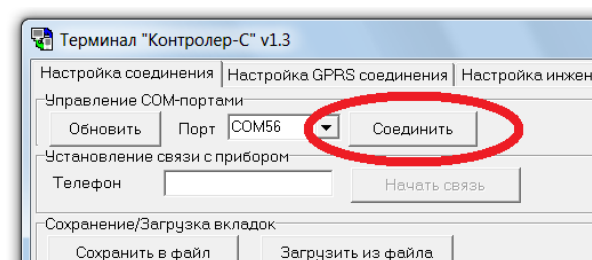 Терминал "Контролер-С" v1.3
Настройка соединения Настройка GPRS соединения Настройка инжен
Управление COM-портами
Обновить Порт COM56 Соединить
Установление связи с прибором
Телефон Начать связь
Сохранение/Загрузка вкладок
Сохранить в файл Загрузить из файла